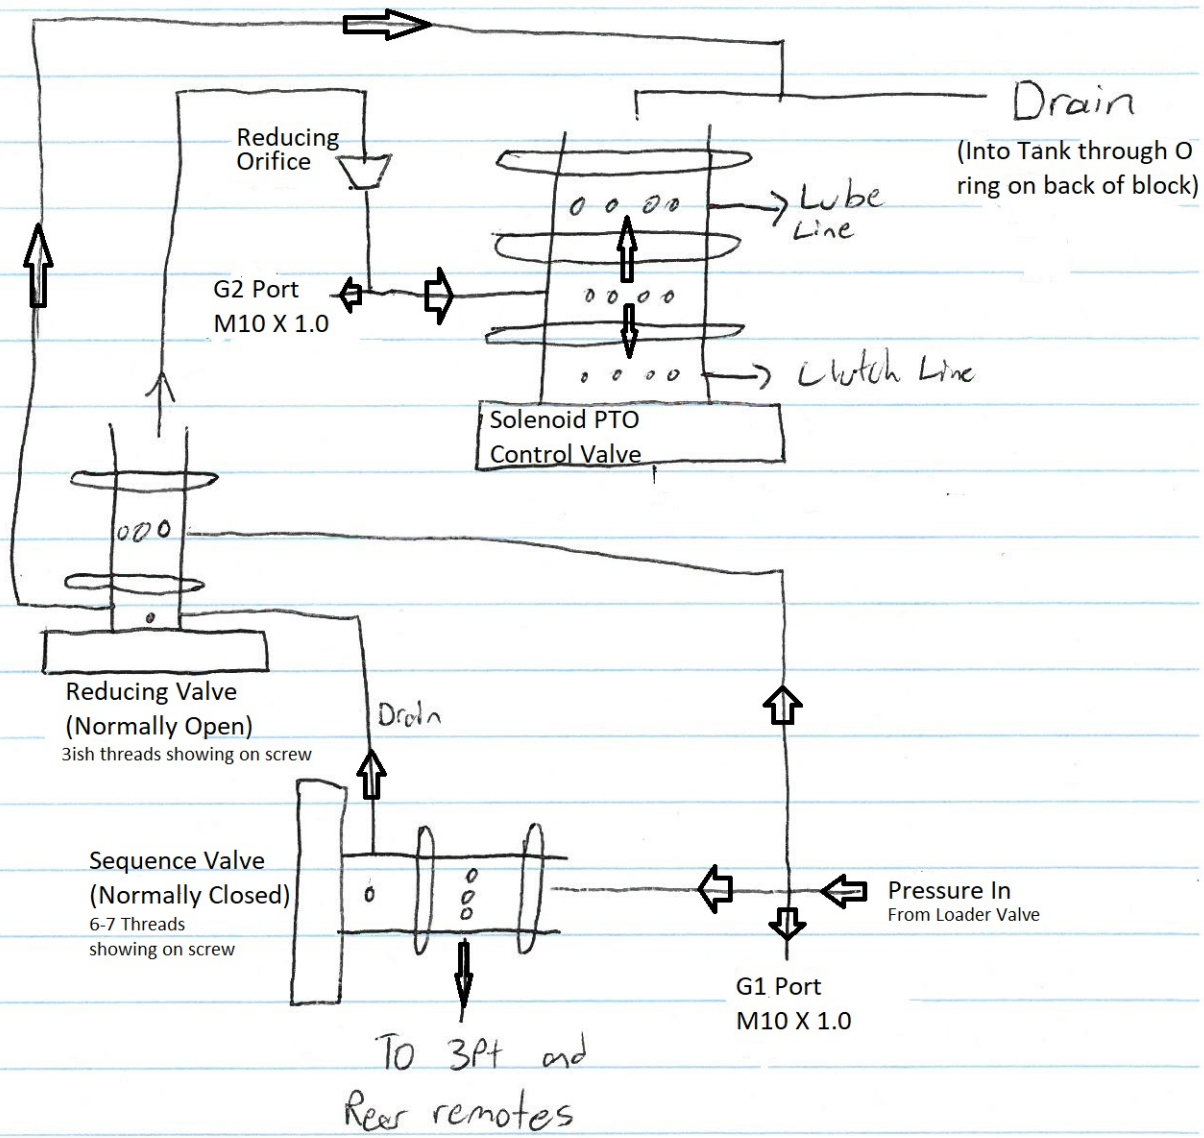 Drain
(Into Tank through O
ring on back of block)
Reducing
Orifice
Lube
Line
G2 Port
M10 X 1.0
Clutch Line
Solenoid PTO
Control Valve
Reducing Valve
(Normally Open)
3ish threads showing on screw
Drain
Sequence Valve
(Normally Closed)
6-7 Threads
showing on screw
Pressure In
From Loader Valve
G1 Port
M10 X 1.0
To 3Pt and
Rear remotes